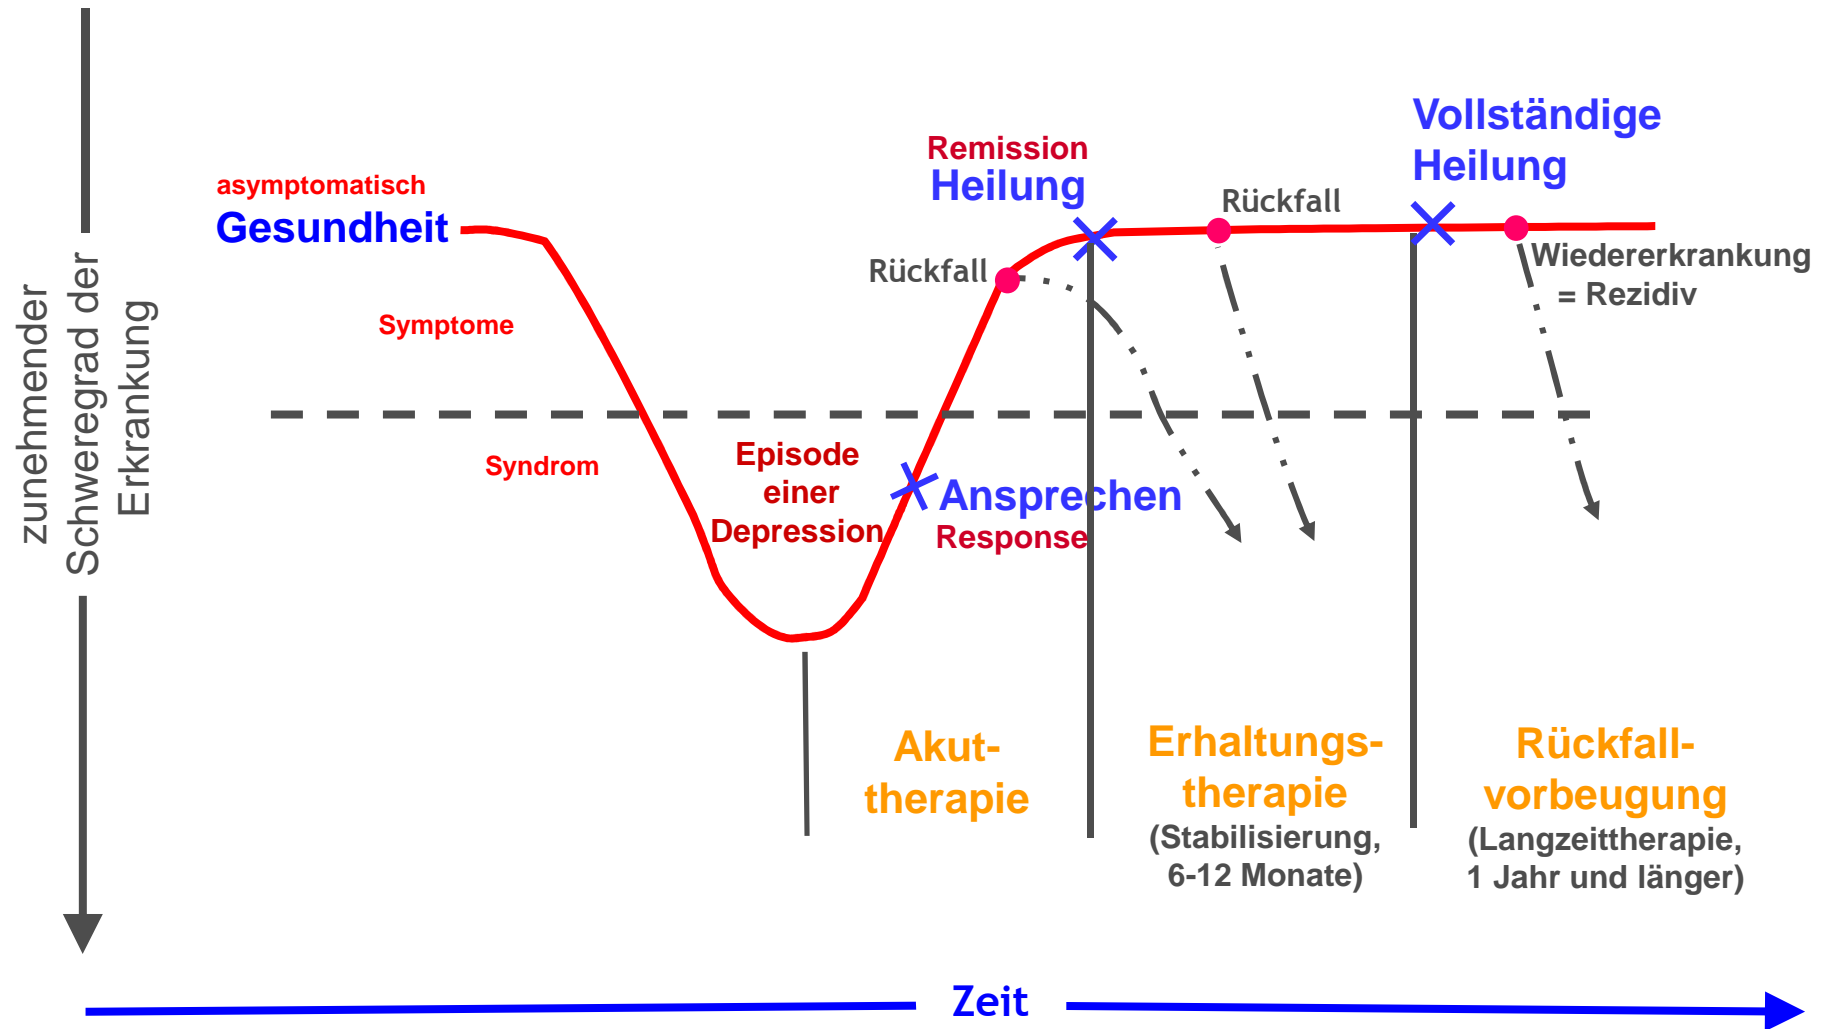 zunehmender
Schweregrad der
Erkrankung
asymptomatisch
Gesundheit
Symptome
Syndrom
Episode
einer
Depression
Ansprechen
Response
Rückfall
Remission
Heilung
Rückfall
Vollständige
Heilung
Wiedererkrankung
= Rezidiv
Akut-
therapie
Erhaltungs-
therapie
(Stabilisierung,
6-12 Monate)
Rückfall-
vorbeugung
(Langzeittherapie,
1 Jahr und länger)
Zeit